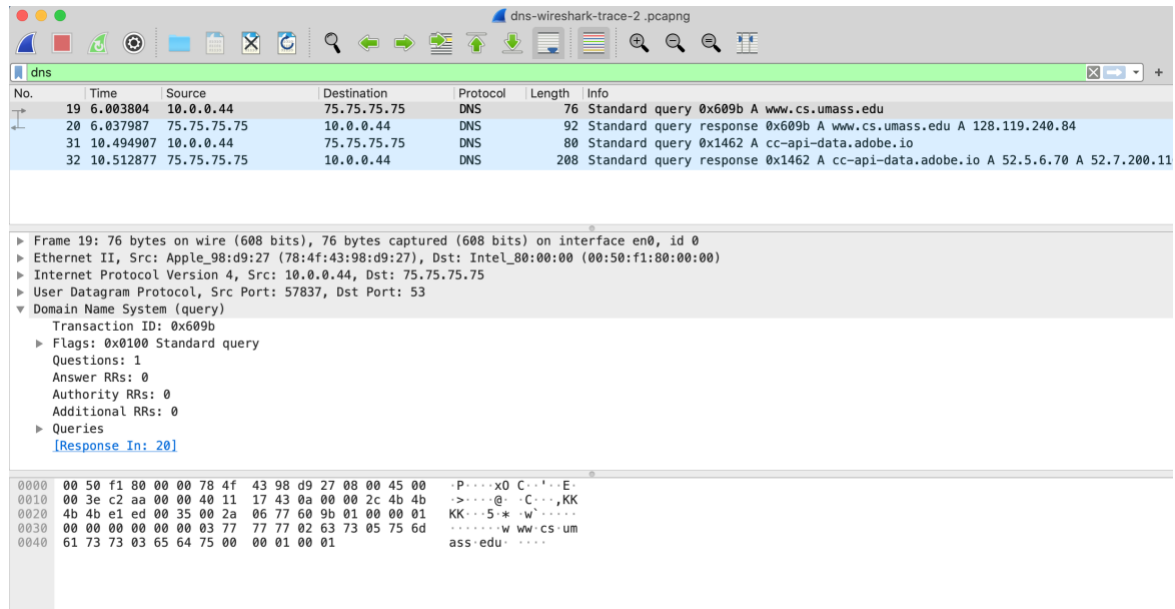 dns-wireshark-trace-2 .pcapng
dns
No. Time Source Destination Protocol Length Info
19 6.003804 10.0.0.44 75.75.75.75 DNS 76 Standard query 0x609b A www.cs.umass.edu
20 6.037987 75.75.75.75 10.0.0.44 DNS 92 Standard query response 0x609b A www.cs.umass.edu A 128.119.240.84
31 10.494907 10.0.0.44 75.75.75.75 DNS 80 Standard query 0x1462 A cc-api-data.adobe.io
32 10.512877 75.75.75.75 10.0.0.44 DNS 208 Standard query response 0x1462 A cc-api-data.adobe.io A 52.5.6.70 A 52.7.200.11
Frame 19: 76 bytes on wire (608 bits), 76 bytes captured (608 bits) on interface en0, id 0
Ethernet II, Src: Apple_98:d9:27 (78:4f:43:98:d9:27), Dst: Intel_80:00:00 (00:50:f1:80:00:00)
Internet Protocol Version 4, Src: 10.0.0.44, Dst: 75.75.75.75
User Datagram Protocol, Src Port: 57837, Dst Port: 53
Domain Name System (query)
Transaction ID: 0x609b
Flags: 0x0100 Standard query
Questions: 1
Answer RRs: 0
Authority RRs: 0
Additional RRs: 0
Queries
[Response In: 20]
0000 00 50 f1 80 00 00 78 4f 43 98 d9 27 08 00 45 00 ·P····xO C··'··E·
0010 00 3e c2 aa 00 00 40 11 17 43 0a 00 00 2c 4b 4b ·>····@· ·C···,KK
0020 4b 4b e1 ed 00 35 00 2a 06 77 60 9b 01 00 00 01 KK···5·* ·w`·····
0030 00 00 00 00 00 00 03 77 77 77 02 63 73 05 75 6d ·······w ww·cs·um
0040 61 73 73 03 65 64 75 00 00 01 00 01 ass·edu· ····